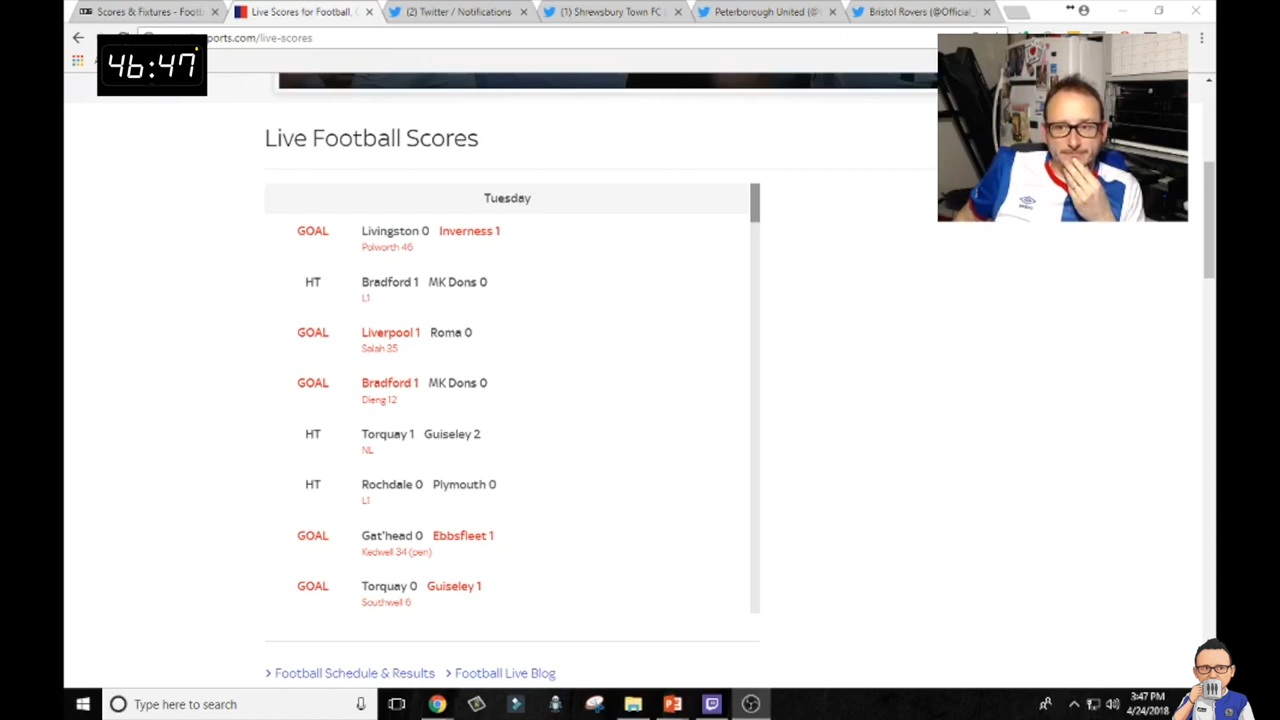 Scores & Fixtures - Footb
Live Scores for Football, C
(2) Twitter / Notifications
(1) Shrewsbury Town FC (
Peterborough United (@
Bristol Rovers (@Official_
ports.com/live-scores
46:47
Live Football Scores
Tuesday
GOAL Livingston 0 Inverness 1
Polworth 46
HT Bradford 1 MK Dons 0
L1
GOAL Liverpool 1 Roma 0
Salah 35
GOAL Bradford 1 MK Dons 0
Dieng 12
HT Torquay 1 Guiseley 2
NL
HT Rochdale 0 Plymouth 0
L1
GOAL Gat'head 0 Ebbsfleet 1
Kedwell 34 (pen)
GOAL Torquay 0 Guiseley 1
Southwell 6
> Football Schedule & Results > Football Live Blog
Type here to search
3:47 PM
4/24/2018